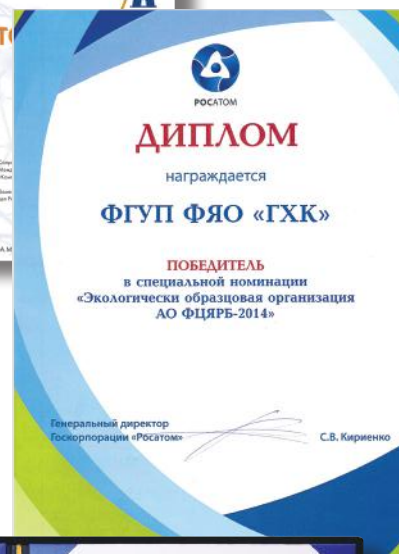 РОСАТОМ
ДИПЛОМ
награждается
ФГУП ФЯО «ГХК»
ПОБЕДИТЕЛЬ
в специальной номинации
«Экологически образцовая организация
АО ФЦЯРБ-2014»
Генеральный директор
Госкорпорации «Росатом»
С.В. Кириенко